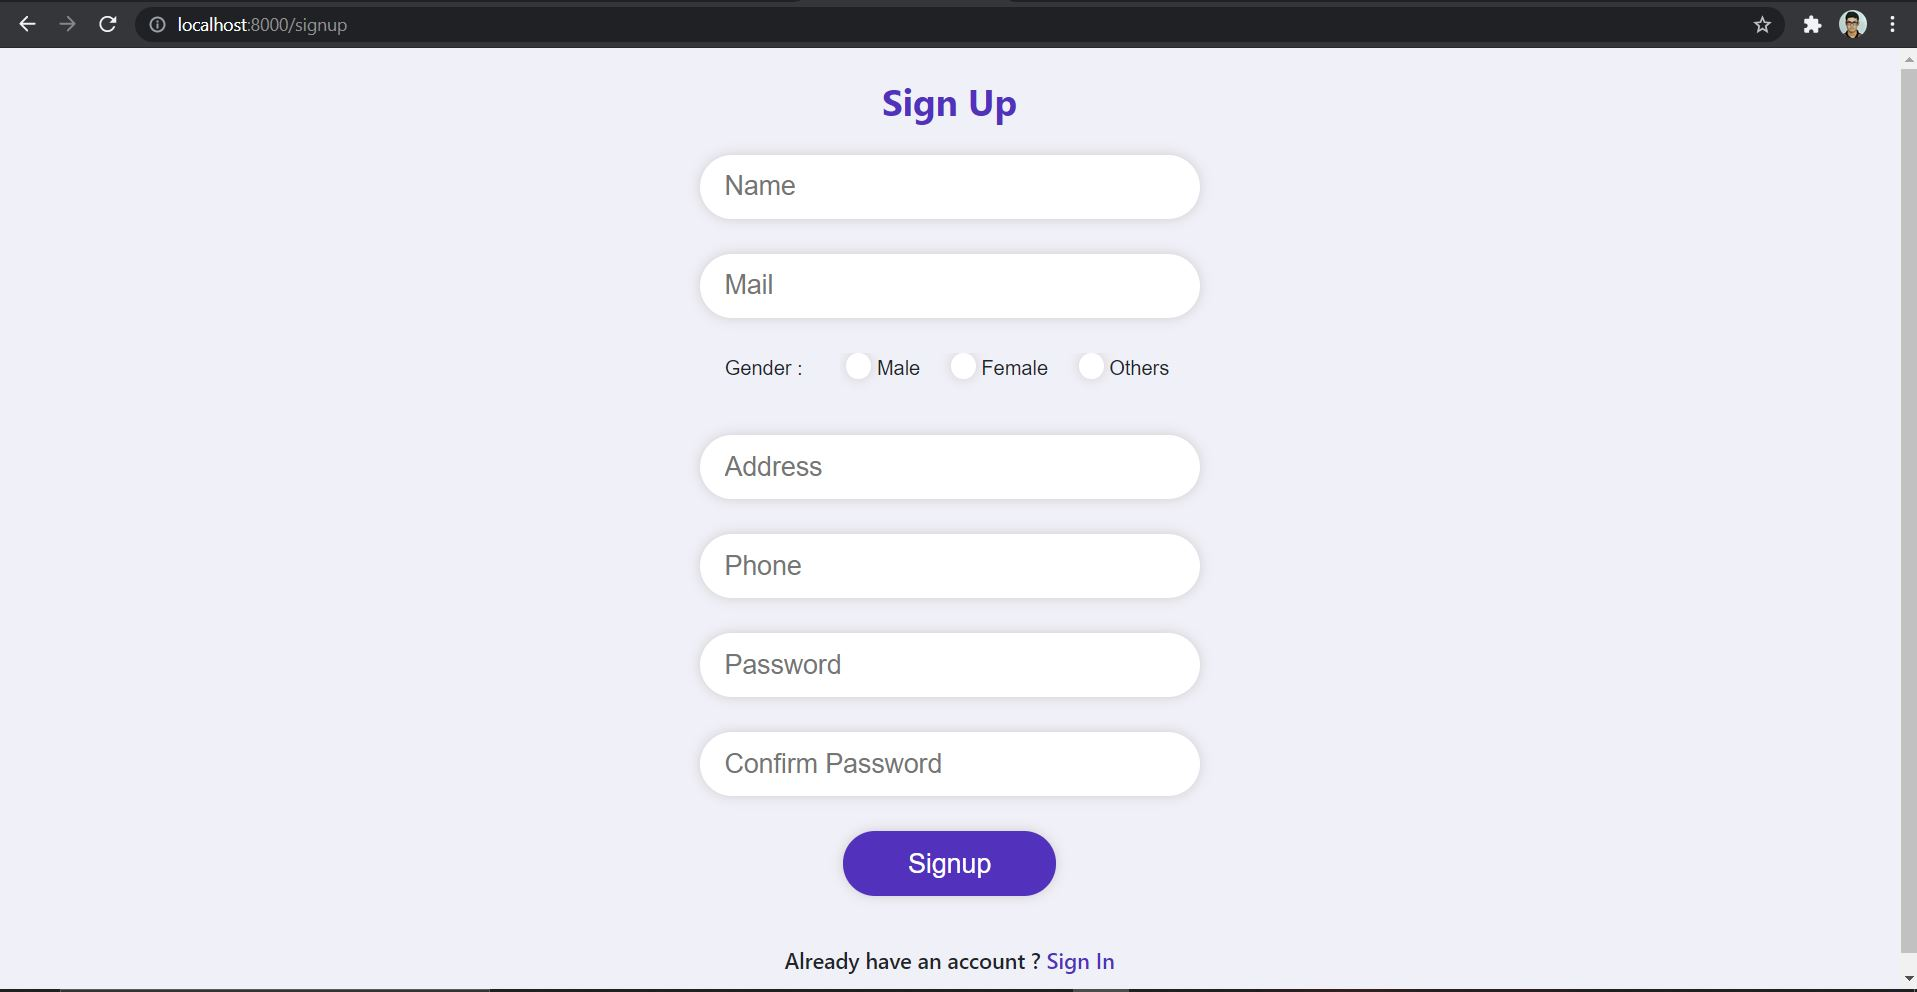 localhost:8000/signup
Sign Up
Name
Mail
Gender : Male Female Others
Address
Phone
Password
Confirm Password
Signup
Already have an account ? Sign In